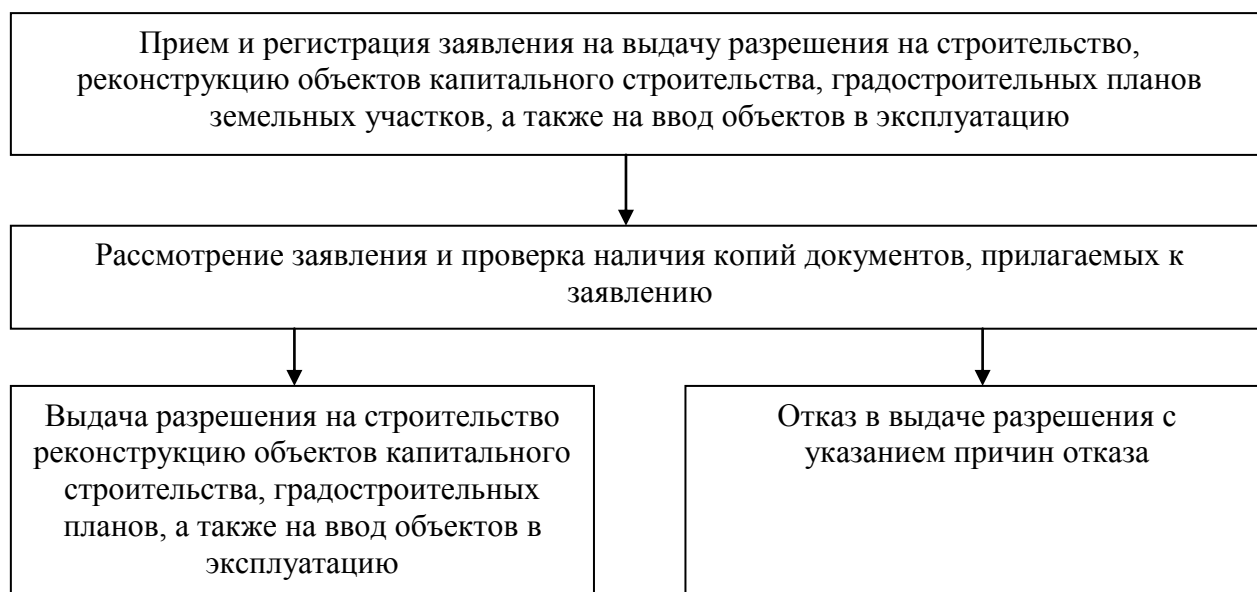 Прием и регистрация заявления на выдачу разрешения на строительство,
реконструкцию объектов капитального строительства, градостроительных планов
земельных участков, а также на ввод объектов в эксплуатацию
Рассмотрение заявления и проверка наличия копий документов, прилагаемых к
заявлению
Выдача разрешения на строительство
реконструкцию объектов капитального
строительства, градостроительных
планов, а также на ввод объектов в
эксплуатацию
Отказ в выдаче разрешения с
указанием причин отказа